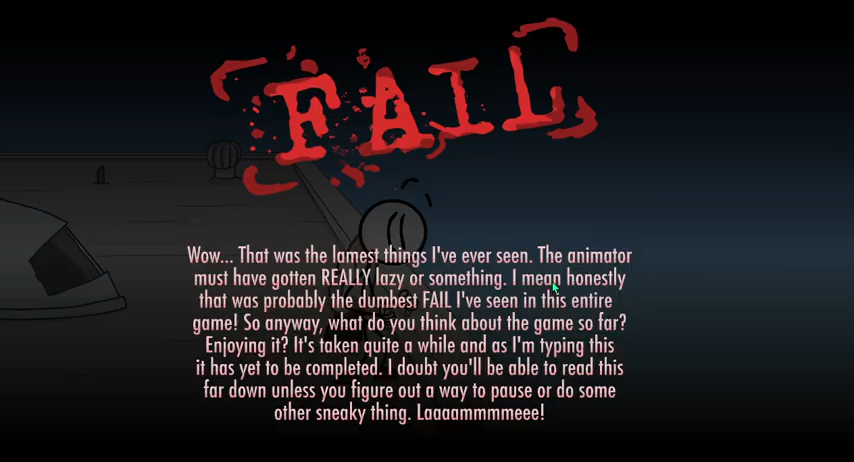 FAIL
Wow... That was the lamest things I've ever seen. The animator
must have gotten REALLY lazy or something. I mean honestly
that was probably the dumbest FAIL I've seen in this entire
game! So anyway, what do you think about the game so far?
Enjoying it? It's taken quite a while and as I'm typing this
it has yet to be completed. I doubt you'll be able to read this
far down unless you figure out a way to pause or do some
other sneaky thing. Laaaammmmeee!